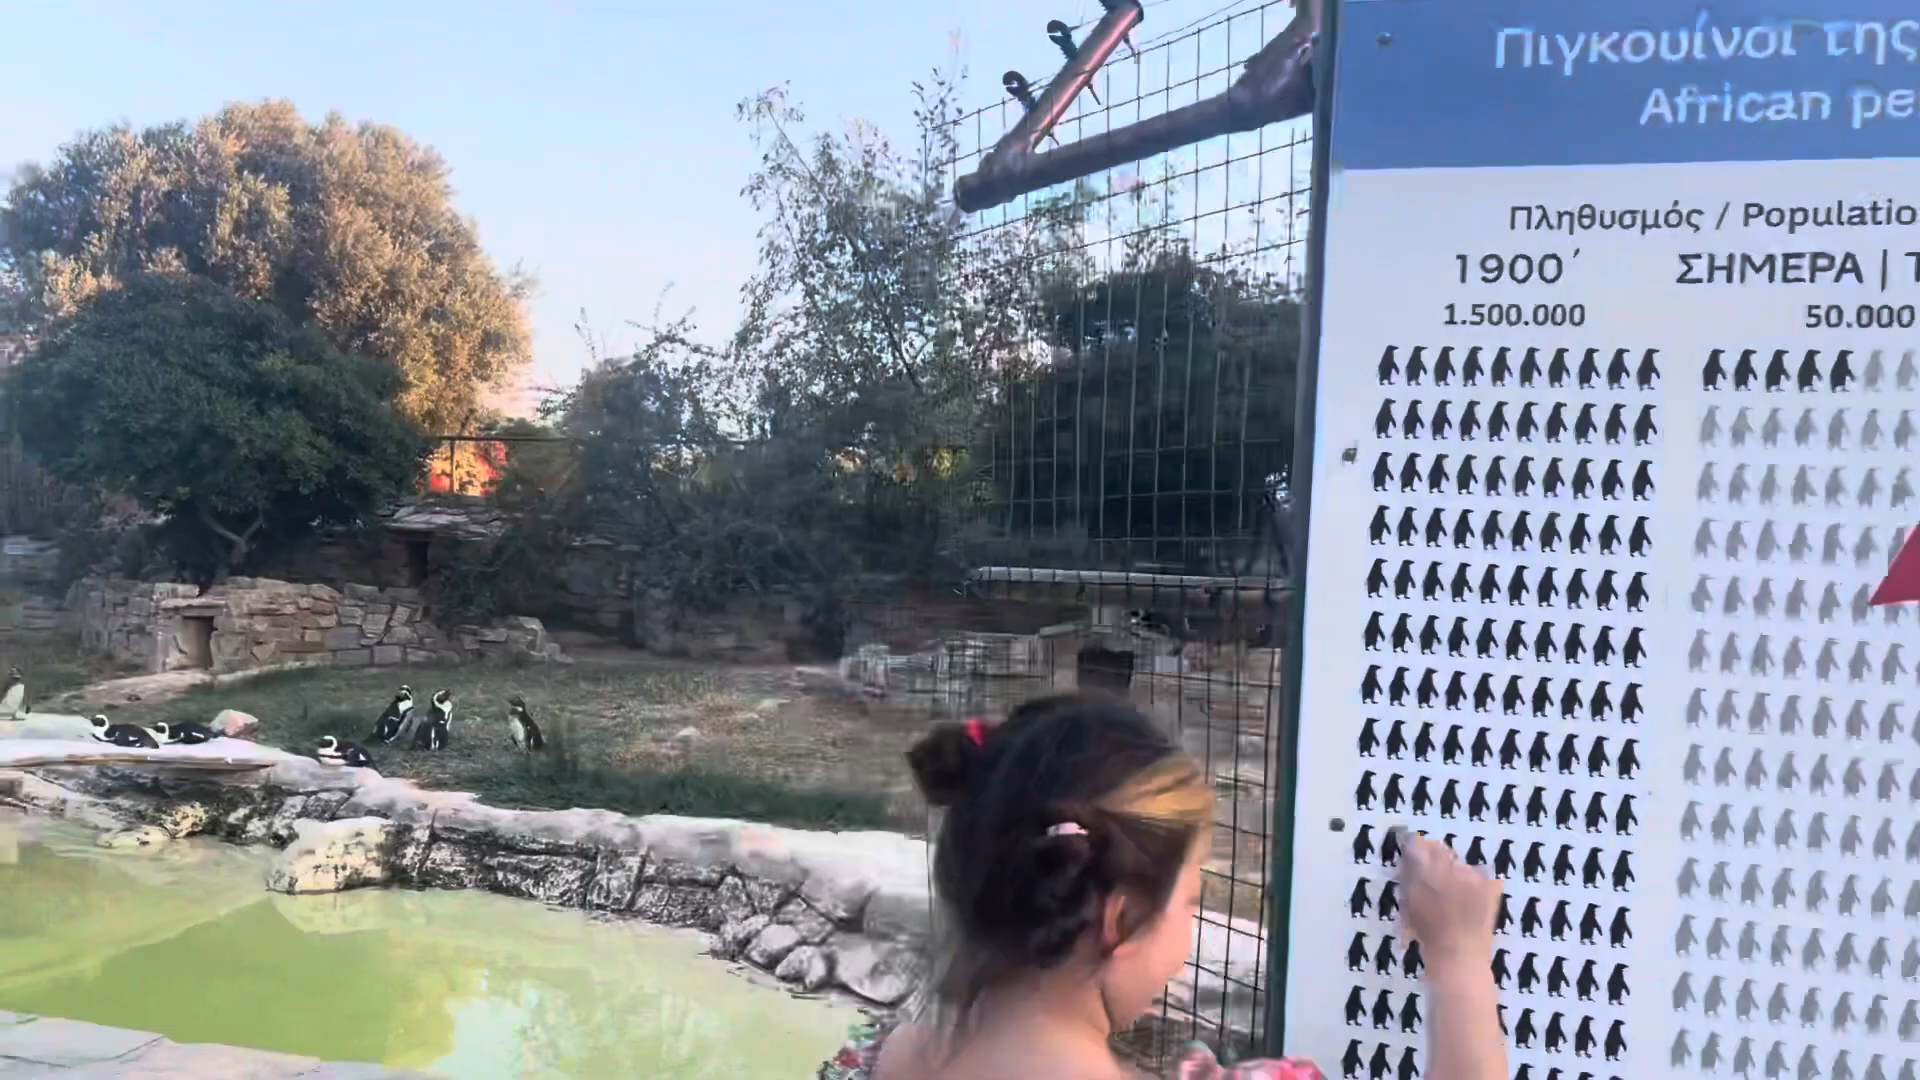 Πιγκουίνοι της
African pe
Πληθυσμός / Populatio
1900΄ ΣΗΜΕΡΑ | T
1.500.000 50.000